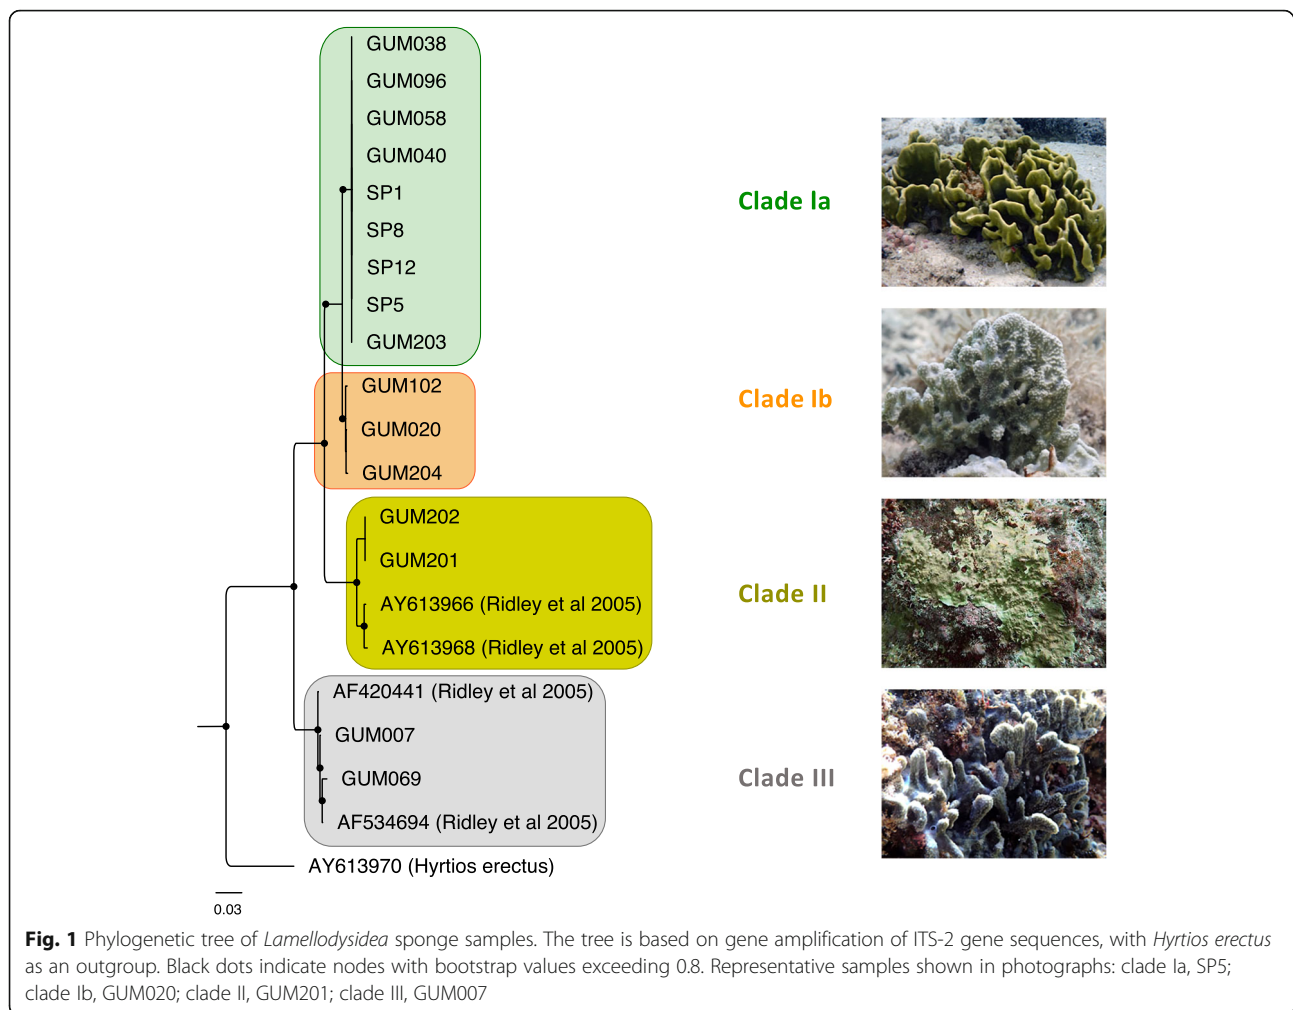 GUM038
GUM096
GUM058
GUM040
SP1
SP8
SP12
SP5
GUM203
GUM102
GUM020
GUM204
GUM202
GUM201
AY613966 (Ridley et al 2005)
AY613968 (Ridley et al 2005)
AF420441 (Ridley et al 2005)
GUM007
GUM069
AF534694 (Ridley et al 2005)
AY613970 (Hyrtios erectus)
0.03
Clade Ia
Clade Ib
Clade II
Clade III
Fig. 1 Phylogenetic tree of Lamellodysidea sponge samples. The tree is based on gene amplification of ITS-2 gene sequences, with Hyrtios erectus
as an outgroup. Black dots indicate nodes with bootstrap values exceeding 0.8. Representative samples shown in photographs: clade Ia, SP5;
clade Ib, GUM020; clade II, GUM201; clade III, GUM007